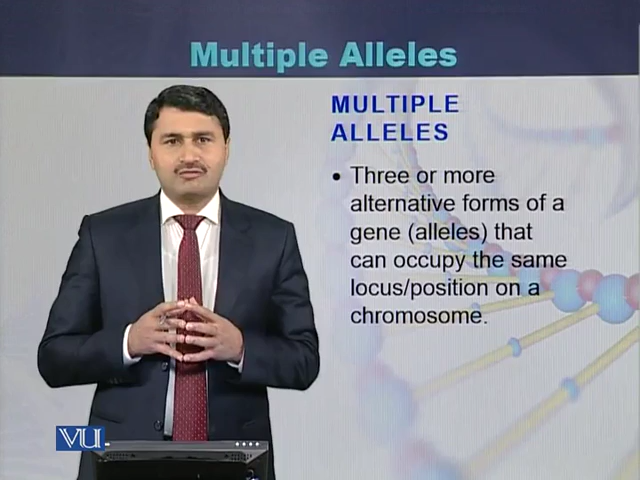 Multiple Alleles
MULTIPLE
ALLELES
• Three or more
alternative forms of a
gene (alleles) that
can occupy the same
locus/position on a
chromosome.
VU